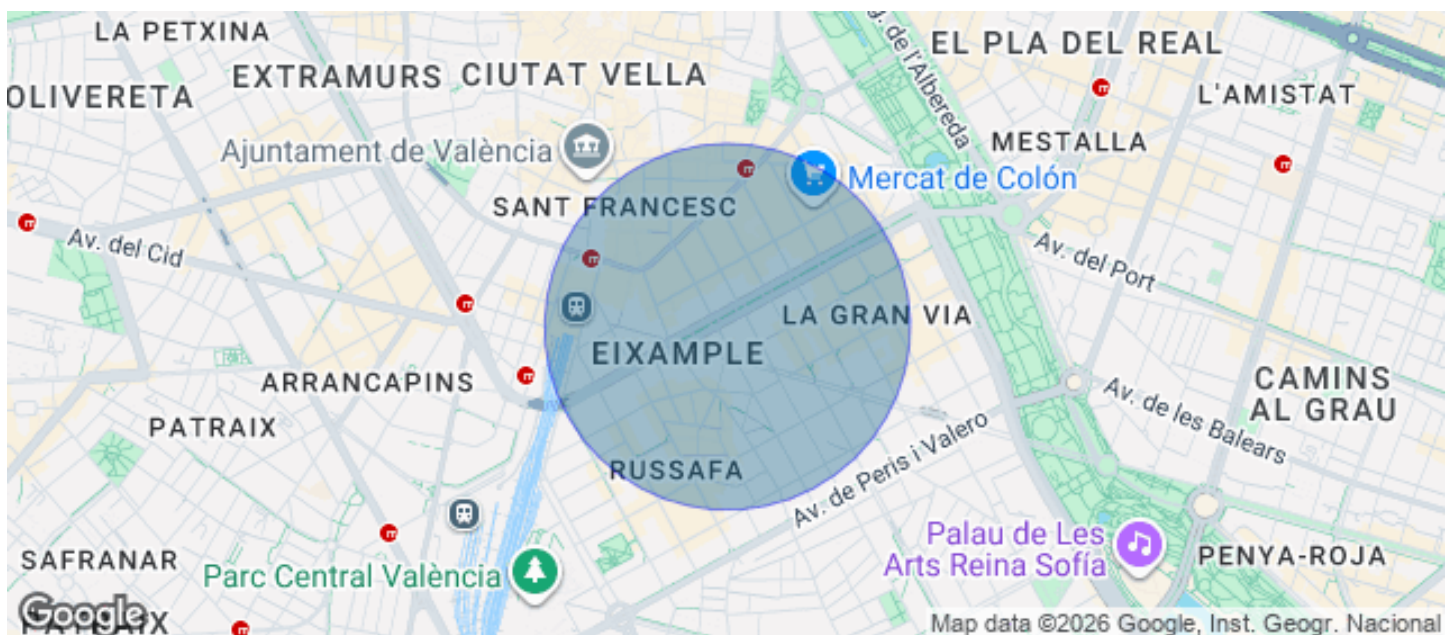 LA PETXINA
EL PLA DEL REAL
EXTRAMURS
CIUTAT VELLA
OLIVERETA
L'AMISTAT
g. de l'Albereda
MESTALLA
Ajuntament de València
Mercat de Colón
SANT FRANCESC
Av. del Cid
Av. del Port
LA GRAN VIA
EIXAMPLE
ARRANCAPINS
CAMINS
AL GRAU
Av. de les Balears
PATRAIX
RUSSAFA
Av. de Peris i Valero
Palau de Les
Arts Reina Sofía
PENYA-ROJA
SAFRANAR
Parc Central València
Google
PATRAIX
Map data ©2026 Google, Inst. Geogr. Nacional